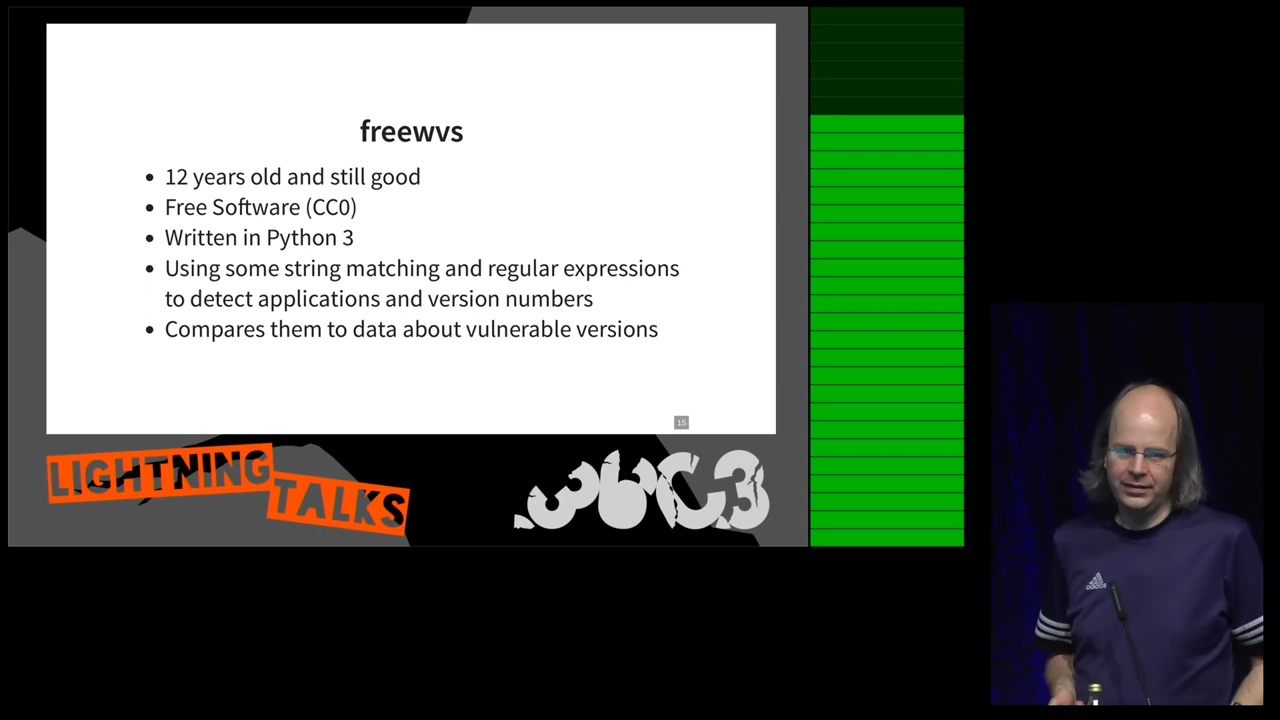 freewvs
• 12 years old and still good
• Free Software (CC0)
• Written in Python 3
• Using some string matching and regular expressions
to detect applications and version numbers
• Compares them to data about vulnerable versions
15
LIGHTNING
TALKS
36C3
adidas